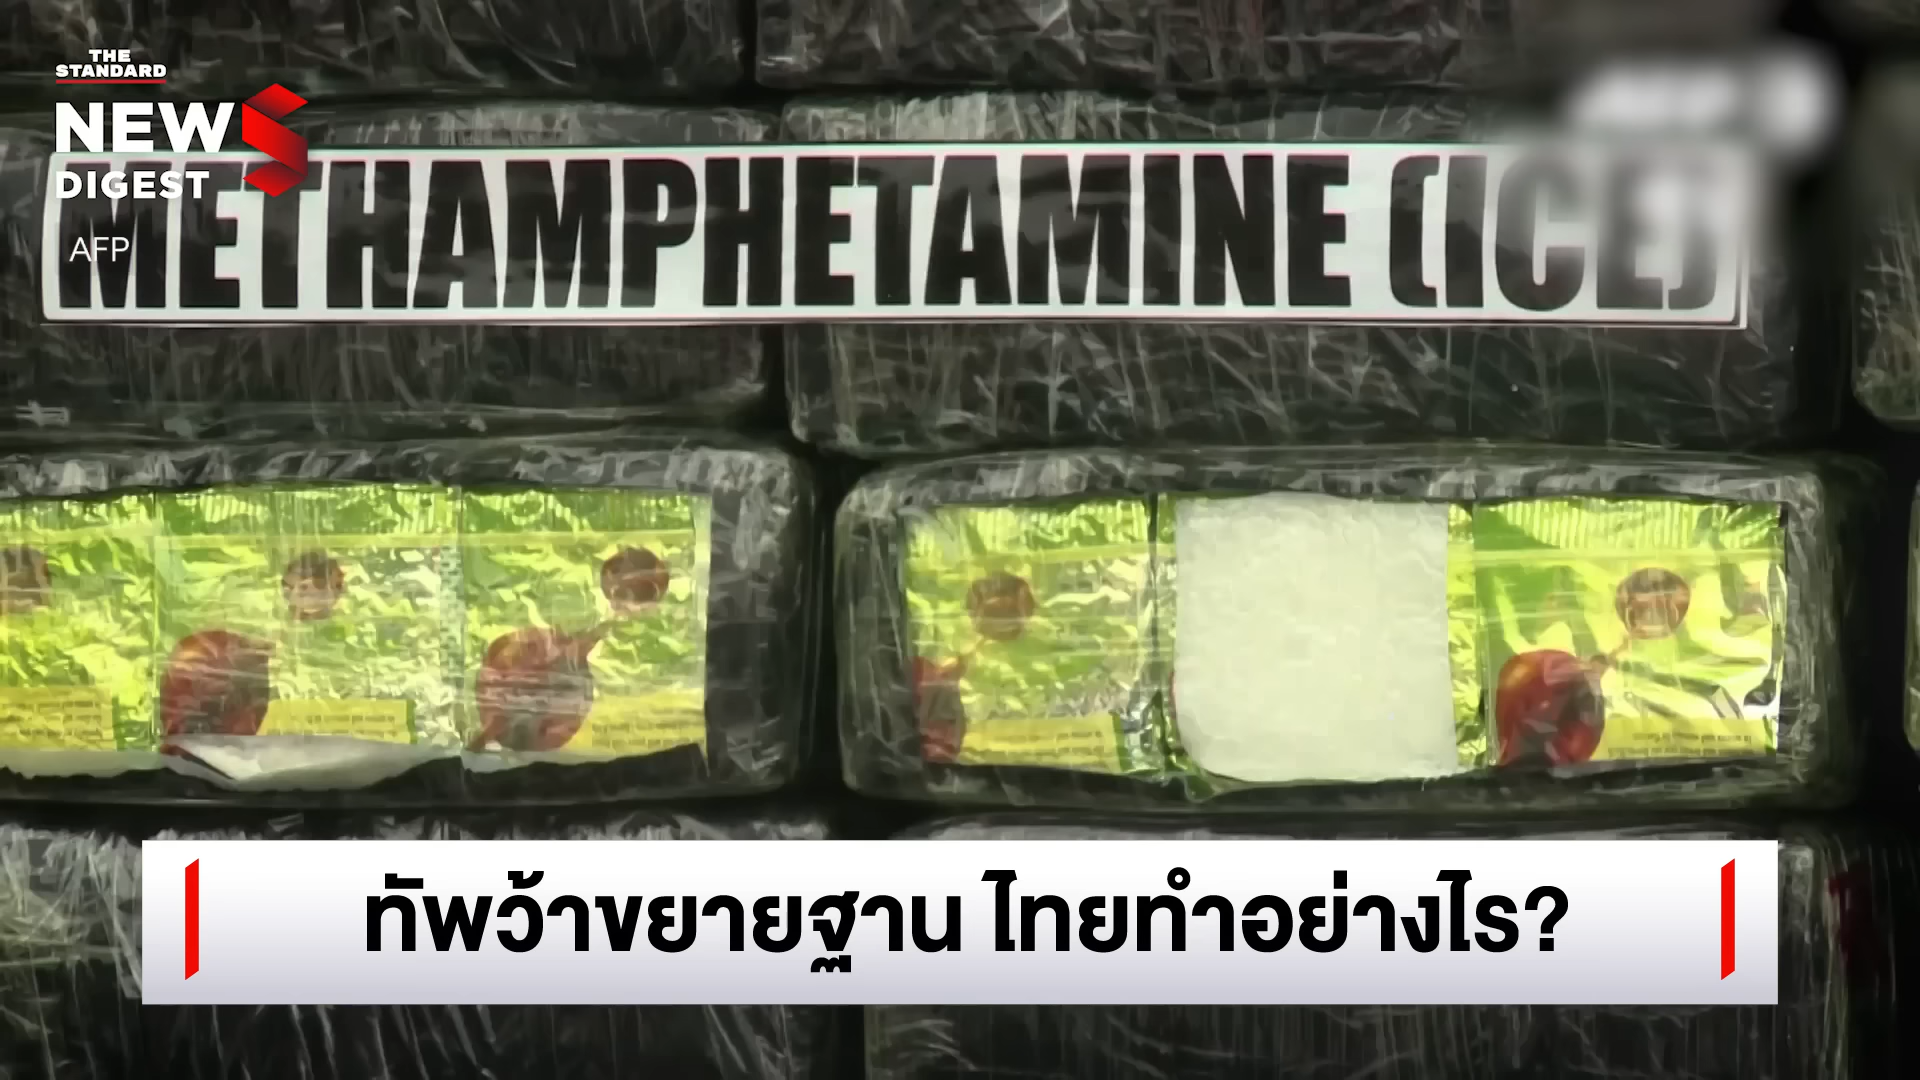 THE
STANDARD
NEWS
DIGEST
AFP
METHAMPHETAMINE (ICE)
ทัพว้าขยายฐาน ไทยทำอย่างไร?